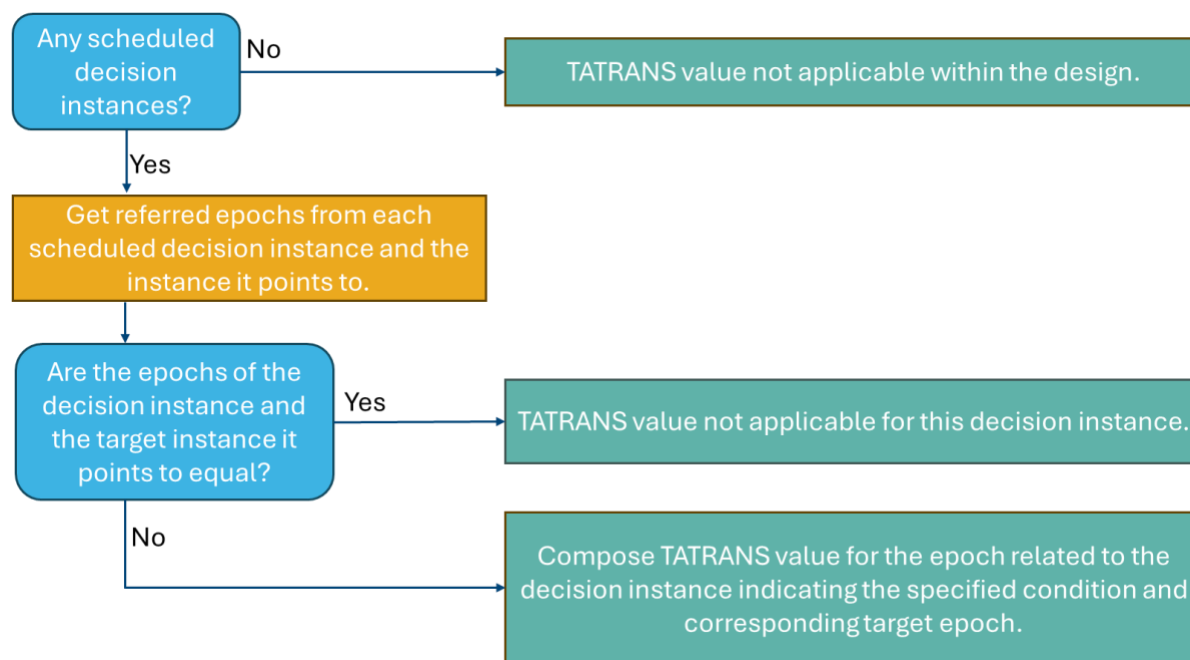 Any scheduled
decision
instances?
No
TATRANS value not applicable within the design.
Yes
Get referred epochs from each
scheduled decision instance and the
instance it points to.
Are the epochs of the
decision instance and
the target instance it
points to equal?
Yes
TATRANS value not applicable for this decision instance.
No
Compose TATRANS value for the epoch related to the
decision instance indicating the specified condition and
corresponding target epoch.